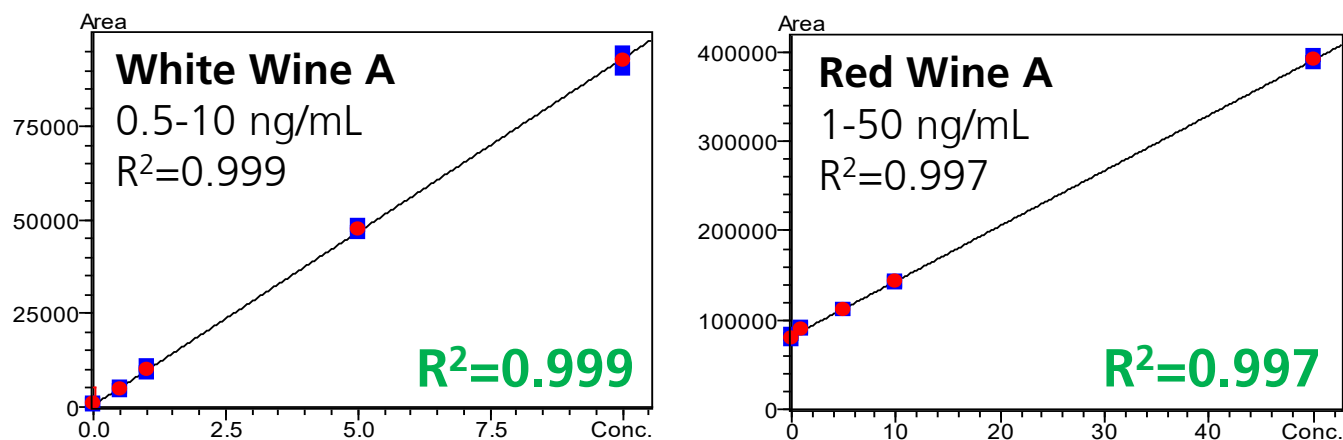 Area
White Wine A
0.5-10 ng/mL
R²=0.999
75000
50000
25000
0
R²=0.999
0.0 2.5 5.0 7.5 Conc.
Area
400000
Red Wine A
1-50 ng/mL
R²=0.997
300000
200000
100000
0
R²=0.997
0 10 20 30 40 Conc.